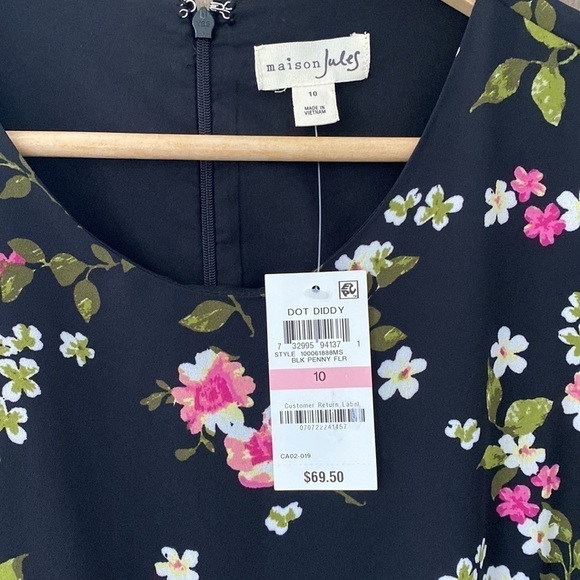 maison Jules
10
MADE IN
VIETNAM
DOT DIDDY
7 32995 94137 1
STYLE 100061888MS
BLK PENNY FLR
10
Customer Return Label
070722241457
CA02-019
$69.50